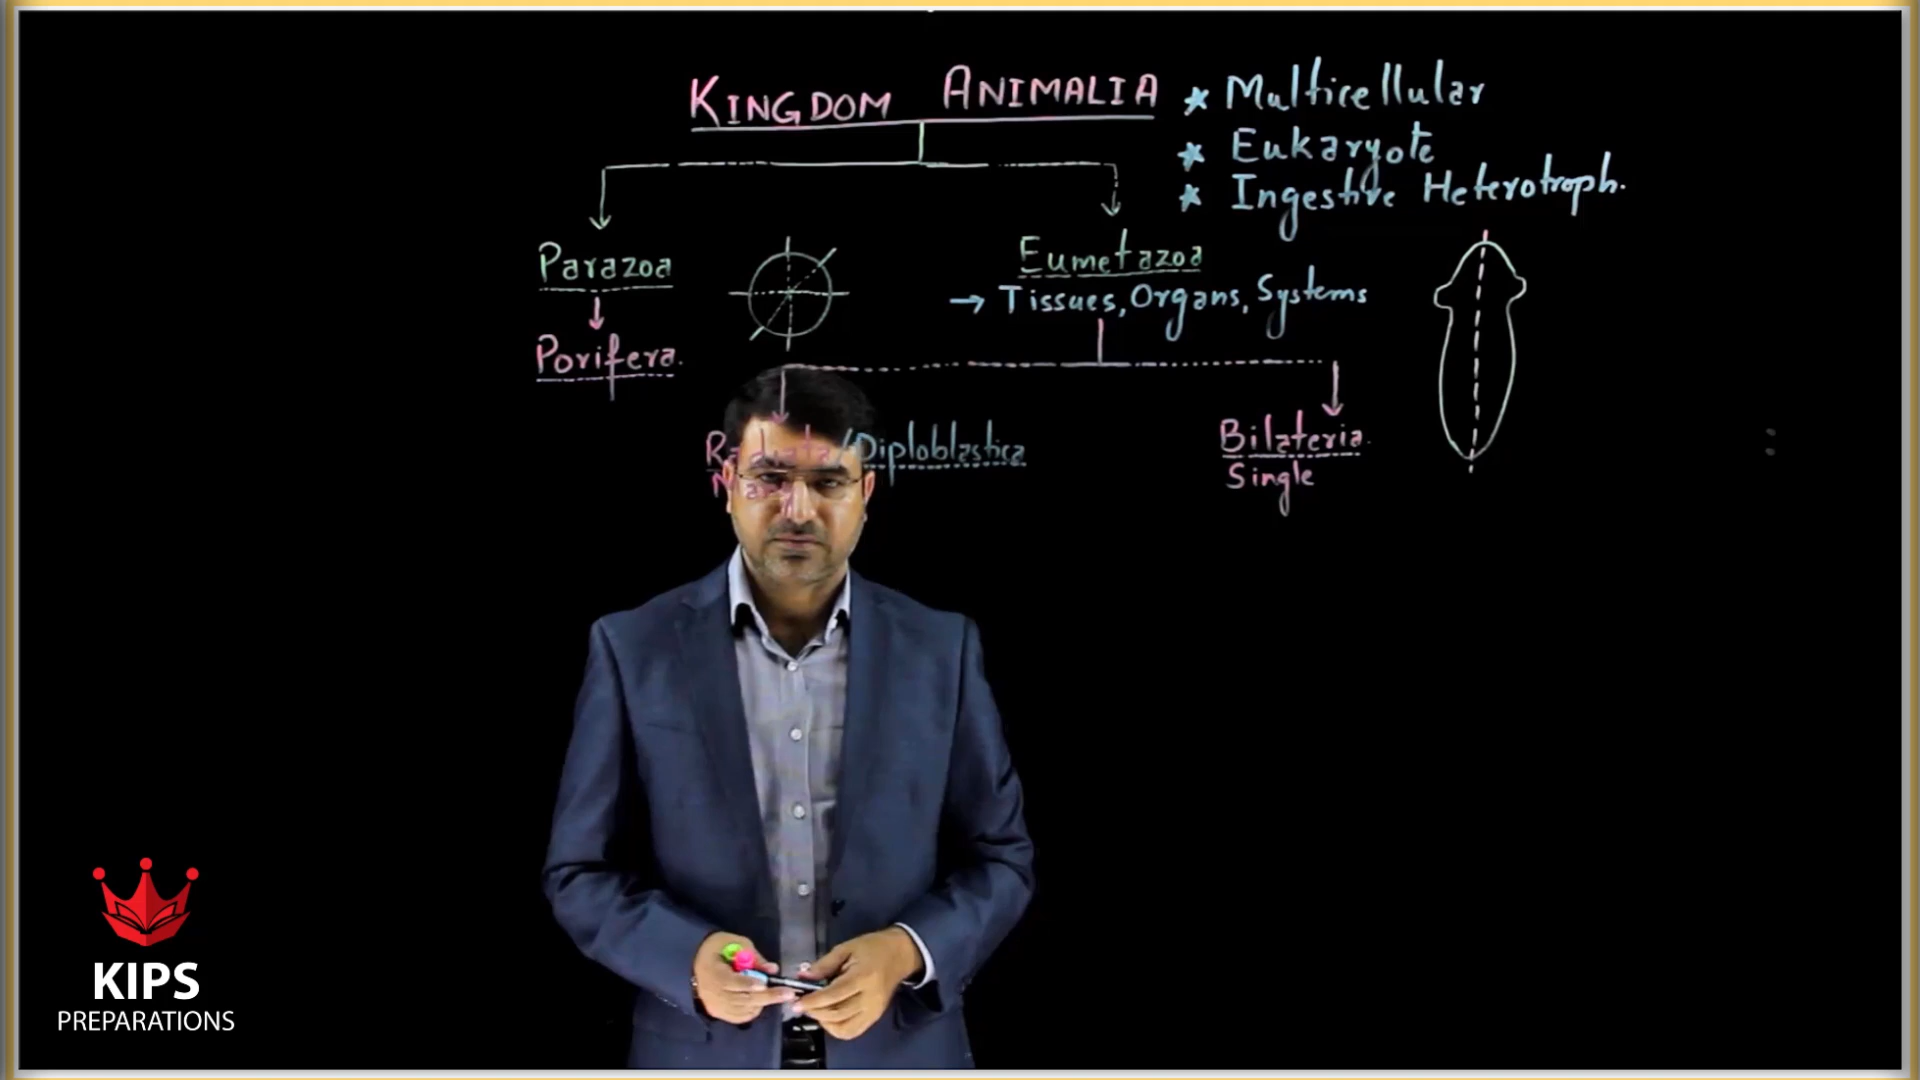 KINGDOM ANIMALIA
* Multicellular
* Eukaryote
* Ingestive Heterotroph.
Parazoa
Porifera.
Eumetazoa
→ Tissues, Organs, Systems
/Diploblastica
Bilateria.
Single
KIPS
PREPARATIONS